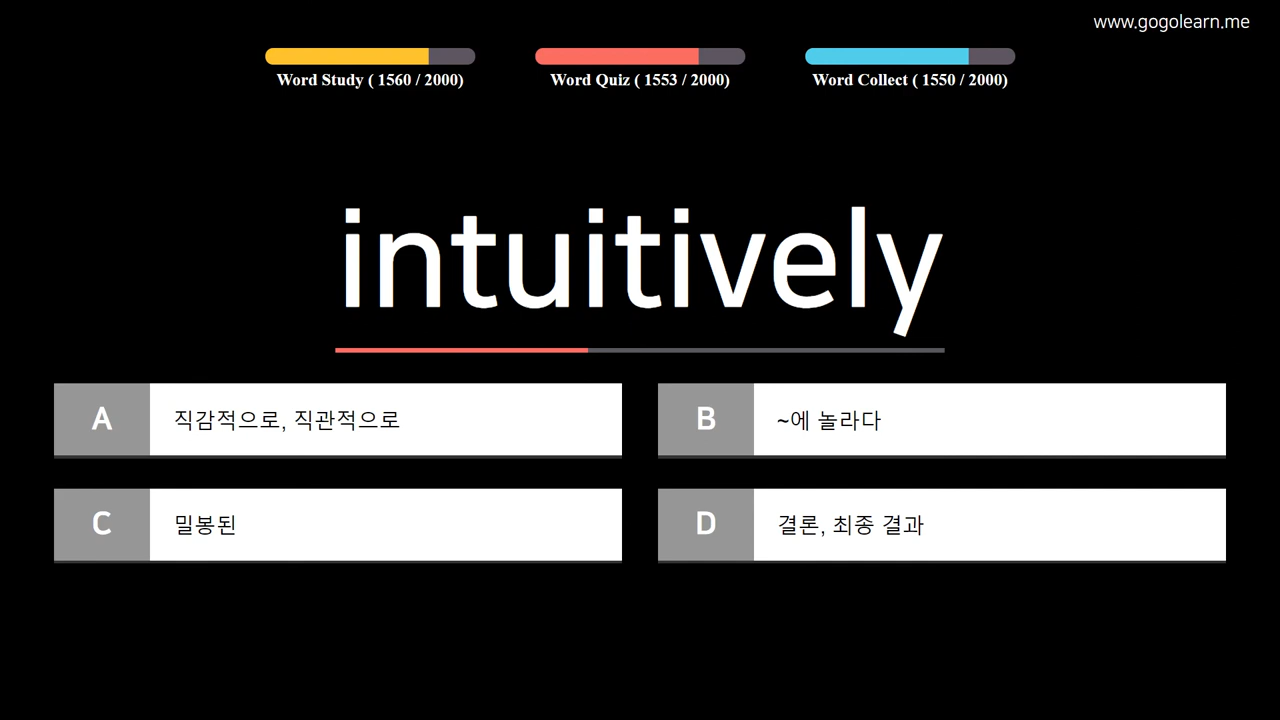 www.gogolearn.me
Word Study ( 1560 / 2000)
Word Quiz ( 1553 / 2000)
Word Collect ( 1550 / 2000)
intuitively
A 직감적으로, 직관적으로
B ~에 놀라다
C 밀봉된
D 결론, 최종 결과